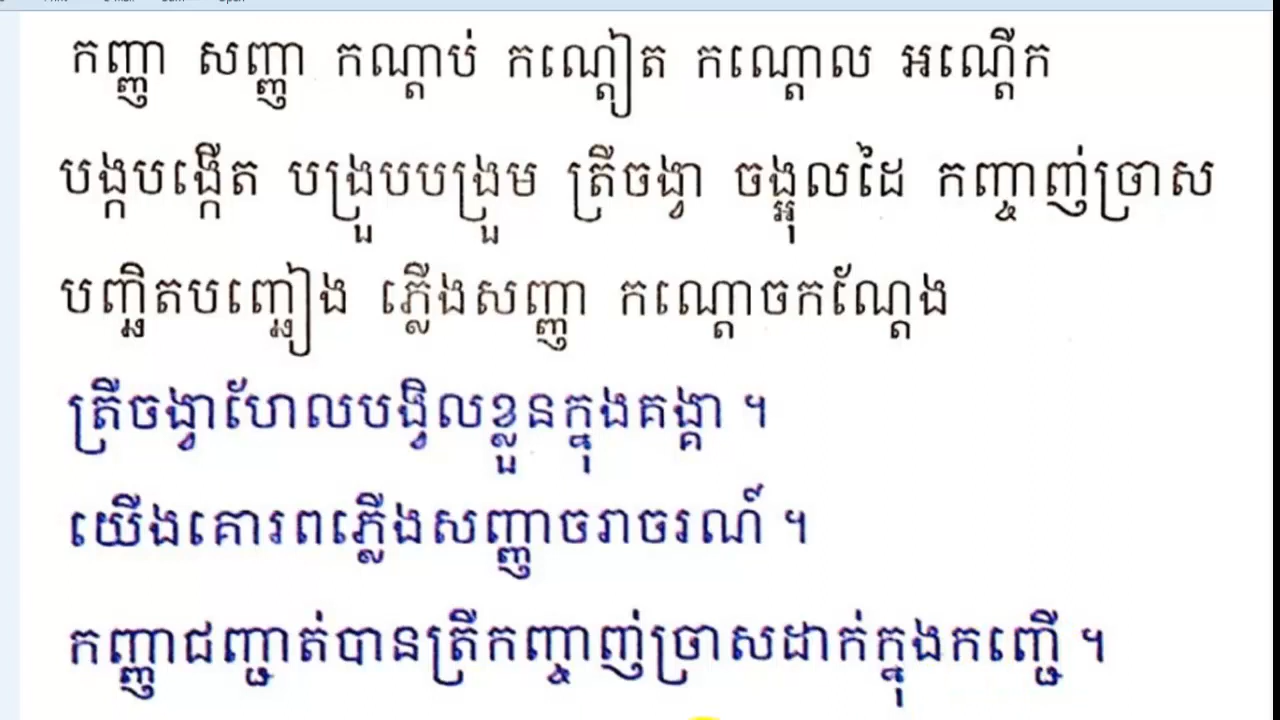 កញ្ញា សញ្ញា កណ្ដាប់ កណ្ដៀត កណ្ដោល អណ្ដើក
បង្កបង្កើត បង្រួបបង្រួម ត្រីចង្វា ចង្អុលដៃ កញ្ចាញ់ច្រាស
បញ្ឆិតបញ្ឆៀង ភ្លើងសញ្ញា កណ្ដោចកណ្ដែង
ត្រីចង្វាហែលបង្វិលខ្លួនក្នុងគង្គា ។
យើងគោរពភ្លើងសញ្ញាចរាចរណ៍ ។
កញ្ញាជញ្ជាត់បានត្រីកញ្ចាញ់ច្រាសដាក់ក្នុងកញ្ជើ ។